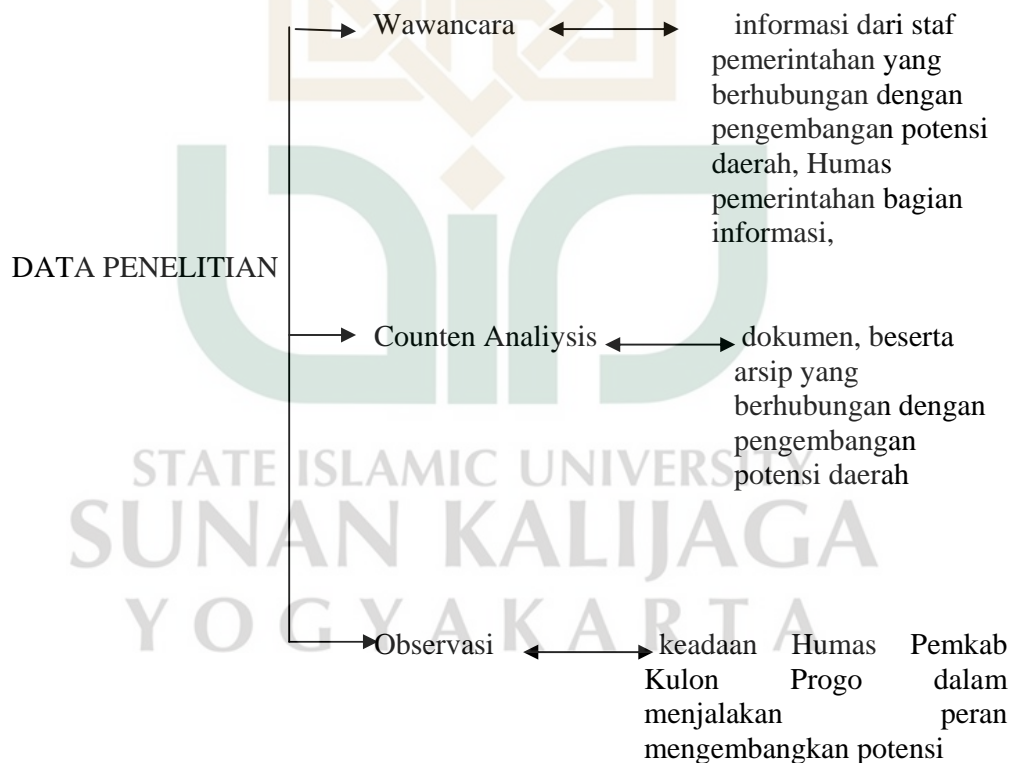 Wawancara
informasi dari staf
pemerintahan yang
berhubungan dengan
pengembangan potensi
daerah, Humas
pemerintahan bagian
informasi,
DATA PENELITIAN
Counten Analiysis
dokumen, beserta
arsip yang
berhubungan dengan
pengembangan
potensi daerah
STATE ISLAMIC UNIVERSITY
SUNAN KALIJAGA
YOGYAKARTA
Observasi
keadaan Humas Pemkab
Kulon Progo dalam
menjalakan peran
mengembangkan potensi